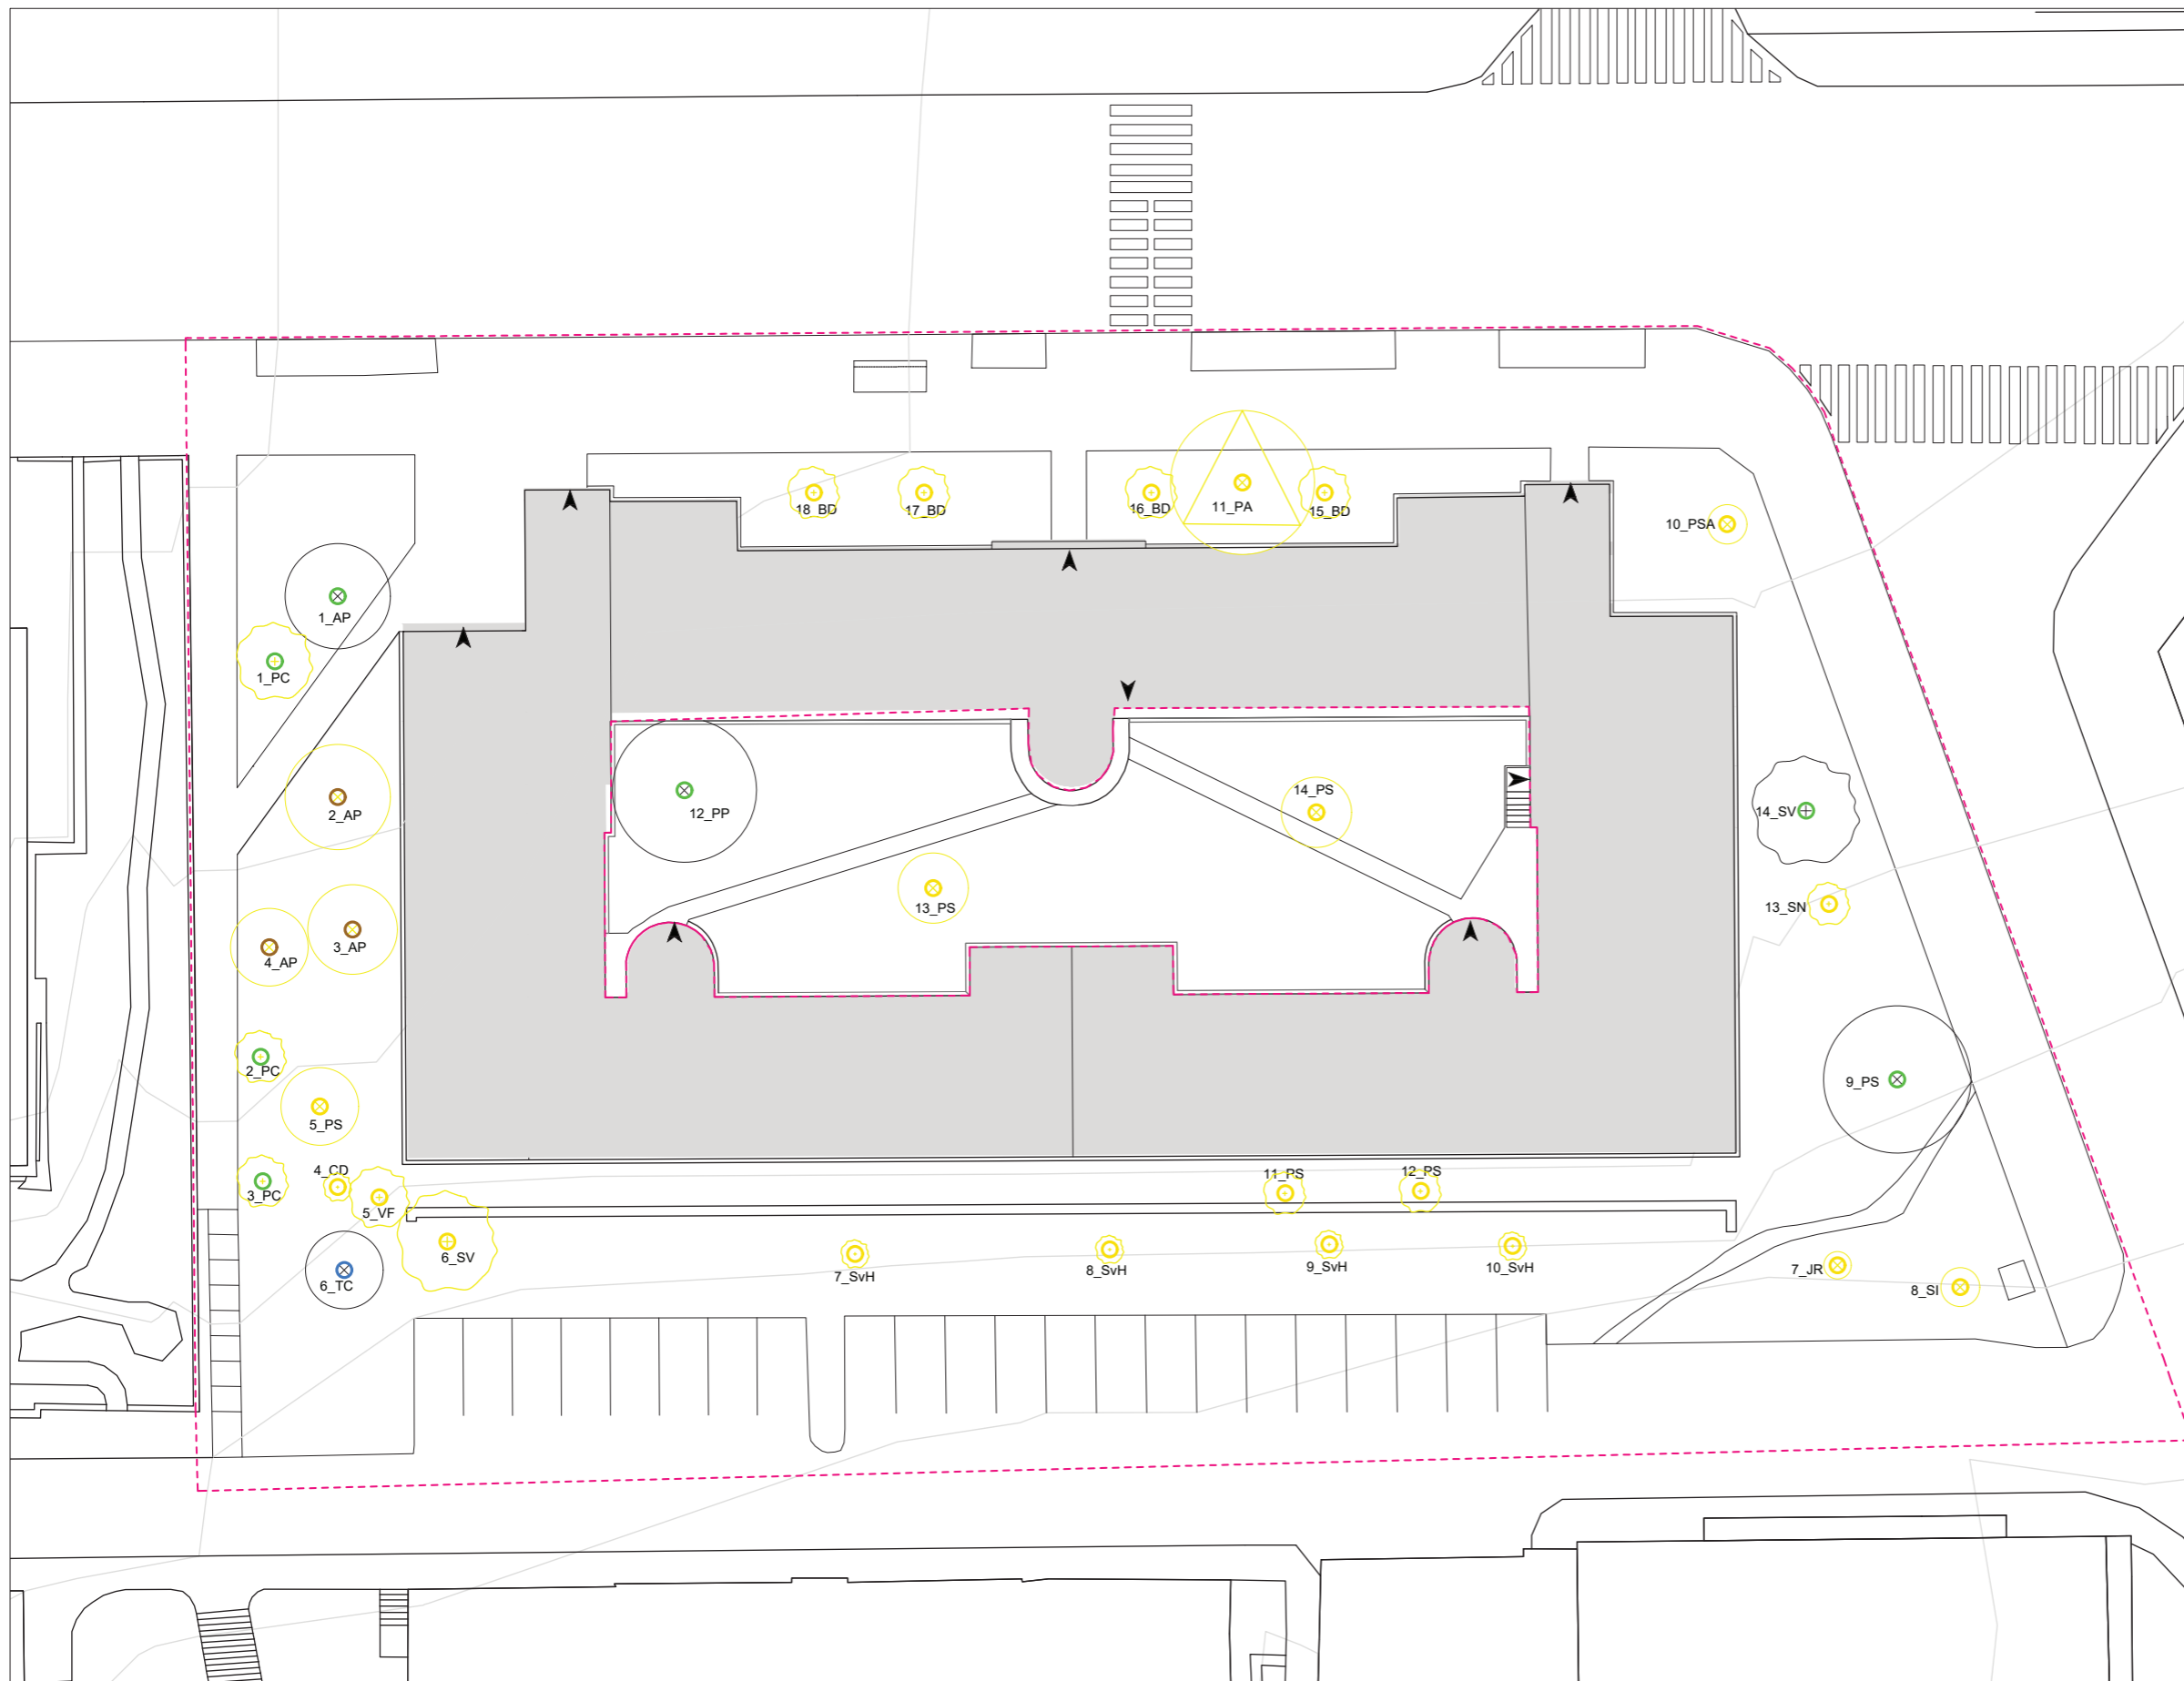 18_BD
17_BD
16_BD
11_PA
15_BD
10_PSA
1_AP
1_PC
2_AP
12_PP
14_PS
14_SV
13_PS
13_SN
3_AP
4_AP
2_PC
9_PS
5_PS
4_CD
11_PS
12_PS
3_PC
5_VF
6_SV
7_SvH
8_SvH
9_SvH
10_SvH
7_JR
6_TC
8_SI